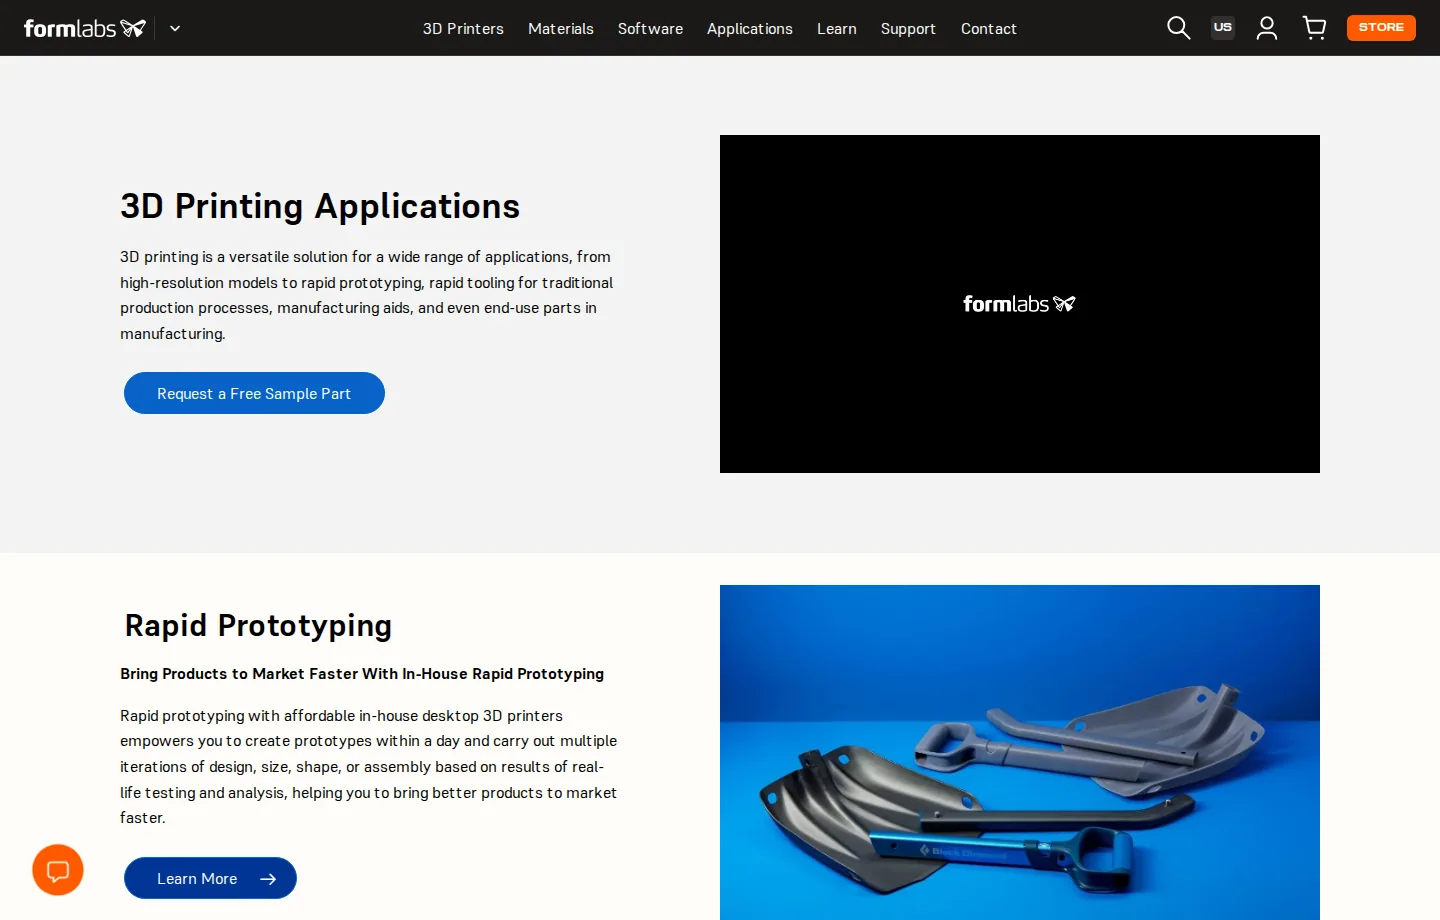 formlabs
3D Printers Materials Software Applications Learn Support Contact
US
STORE
3D Printing Applications
3D printing is a versatile solution for a wide range of applications, from
high-resolution models to rapid prototyping, rapid tooling for traditional
production processes, manufacturing aids, and even end-use parts in
manufacturing.
Request a Free Sample Part
formlabs
Rapid Prototyping
Bring Products to Market Faster With In-House Rapid Prototyping
Rapid prototyping with affordable in-house desktop 3D printers
empowers you to create prototypes within a day and carry out multiple
iterations of design, size, shape, or assembly based on results of real-
life testing and analysis, helping you to bring better products to market
faster.
Learn More
Black Diamond